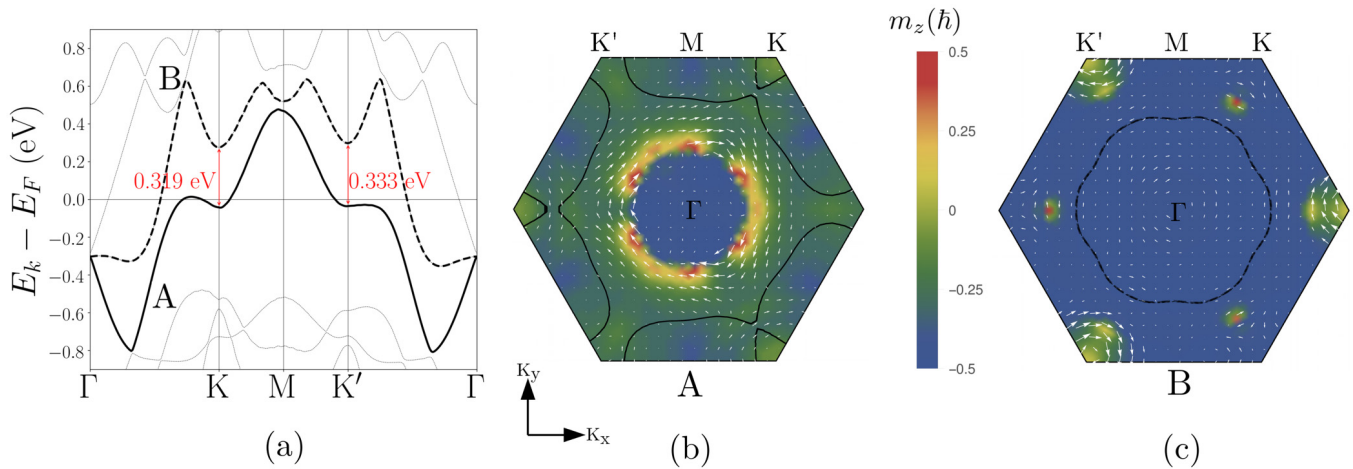 E_k − E_F (eV)
0.8
0.6
0.4
0.2
0.0
−0.2
−0.4
−0.6
−0.8
B
0.319 eV
0.333 eV
A
Γ
K
M
K′
Γ
(a)
K'
M
K
Γ
A
K_y
K_x
(b)
m_z(ħ)
0.5
0.25
0
−0.25
−0.5
K'
M
K
Γ
B
(c)